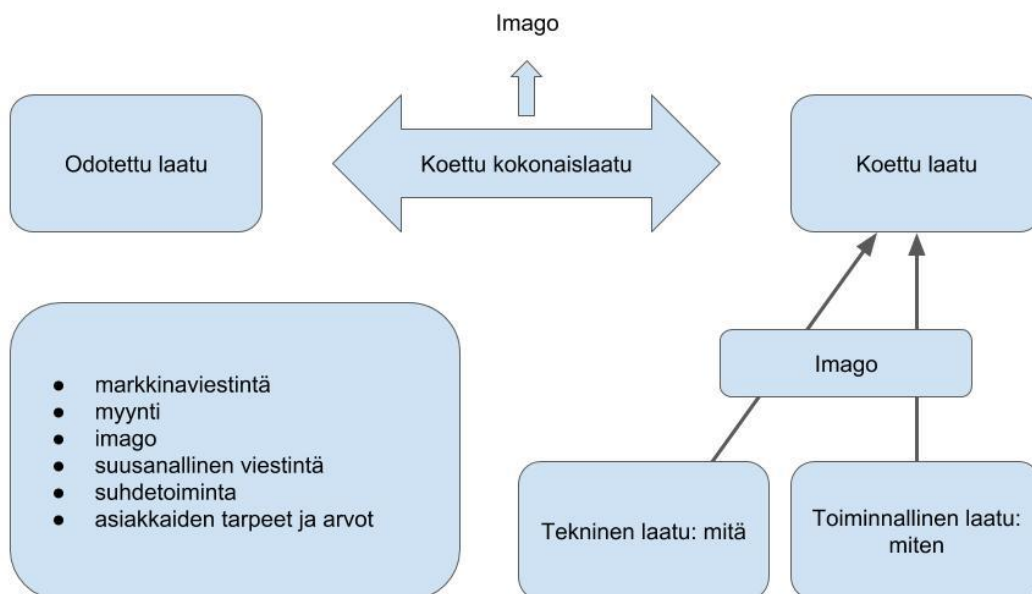 Imago
Odotettu laatu
Koettu kokonaislaatu
Koettu laatu
● markkinaviestintä
● myynti
● imago
● suusanallinen viestintä
● suhdetoiminta
● asiakkaiden tarpeet ja arvot
Imago
Tekninen laatu: mitä
Toiminnallinen laatu:
miten